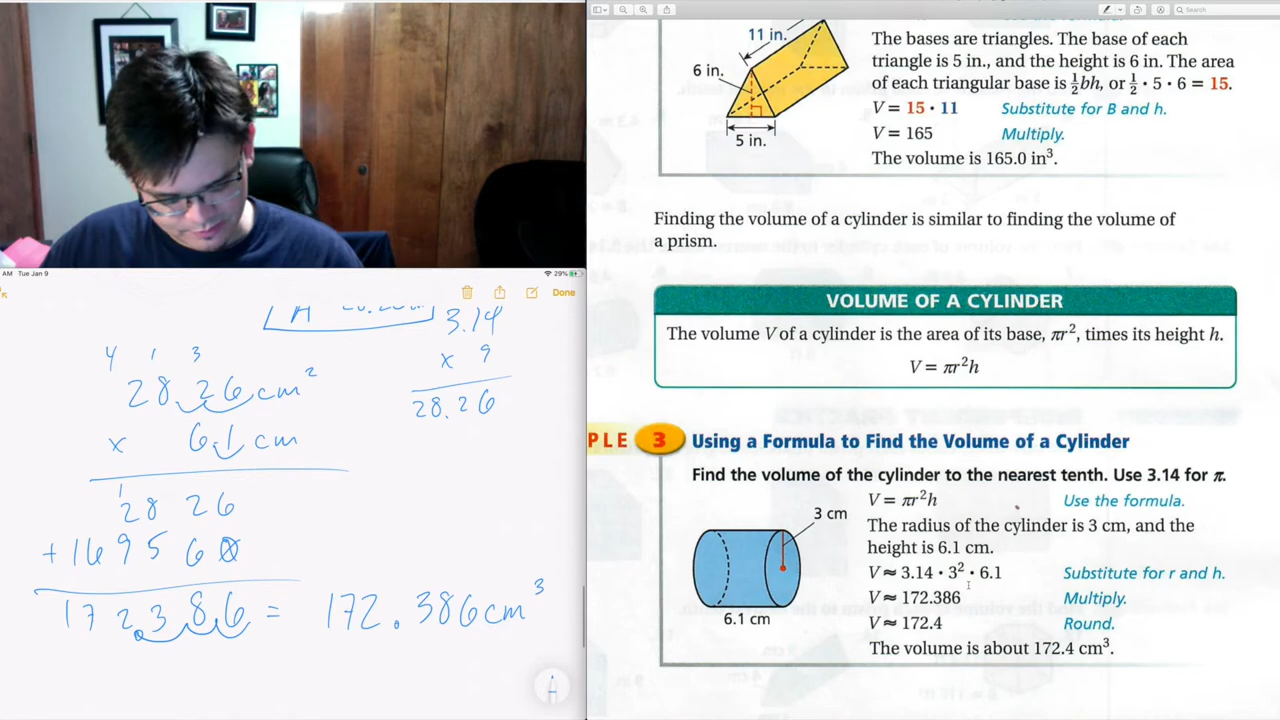 AM Tue Jan 9
29%
Done
3.14
x 9
28.26
4 1 3
28.26 cm²
x 6.1 cm
1
2826
+ 169560
172.386 = 172.386 cm³
Search
11 in.
6 in.
5 in.
The bases are triangles. The base of each
triangle is 5 in., and the height is 6 in. The area
of each triangular base is ½bh, or ½ · 5 · 6 = 15.
V = 15 · 11 Substitute for B and h.
V = 165 Multiply.
The volume is 165.0 in³.
Finding the volume of a cylinder is similar to finding the volume of
a prism.
VOLUME OF A CYLINDER
The volume V of a cylinder is the area of its base, πr², times its height h.
V = πr²h
PLE 3 Using a Formula to Find the Volume of a Cylinder
Find the volume of the cylinder to the nearest tenth. Use 3.14 for π.
3 cm
6.1 cm
V = πr²h Use the formula.
The radius of the cylinder is 3 cm, and the
height is 6.1 cm.
V ≈ 3.14 · 3² · 6.1 Substitute for r and h.
V ≈ 172.386 Multiply.
V ≈ 172.4 Round.
The volume is about 172.4 cm³.